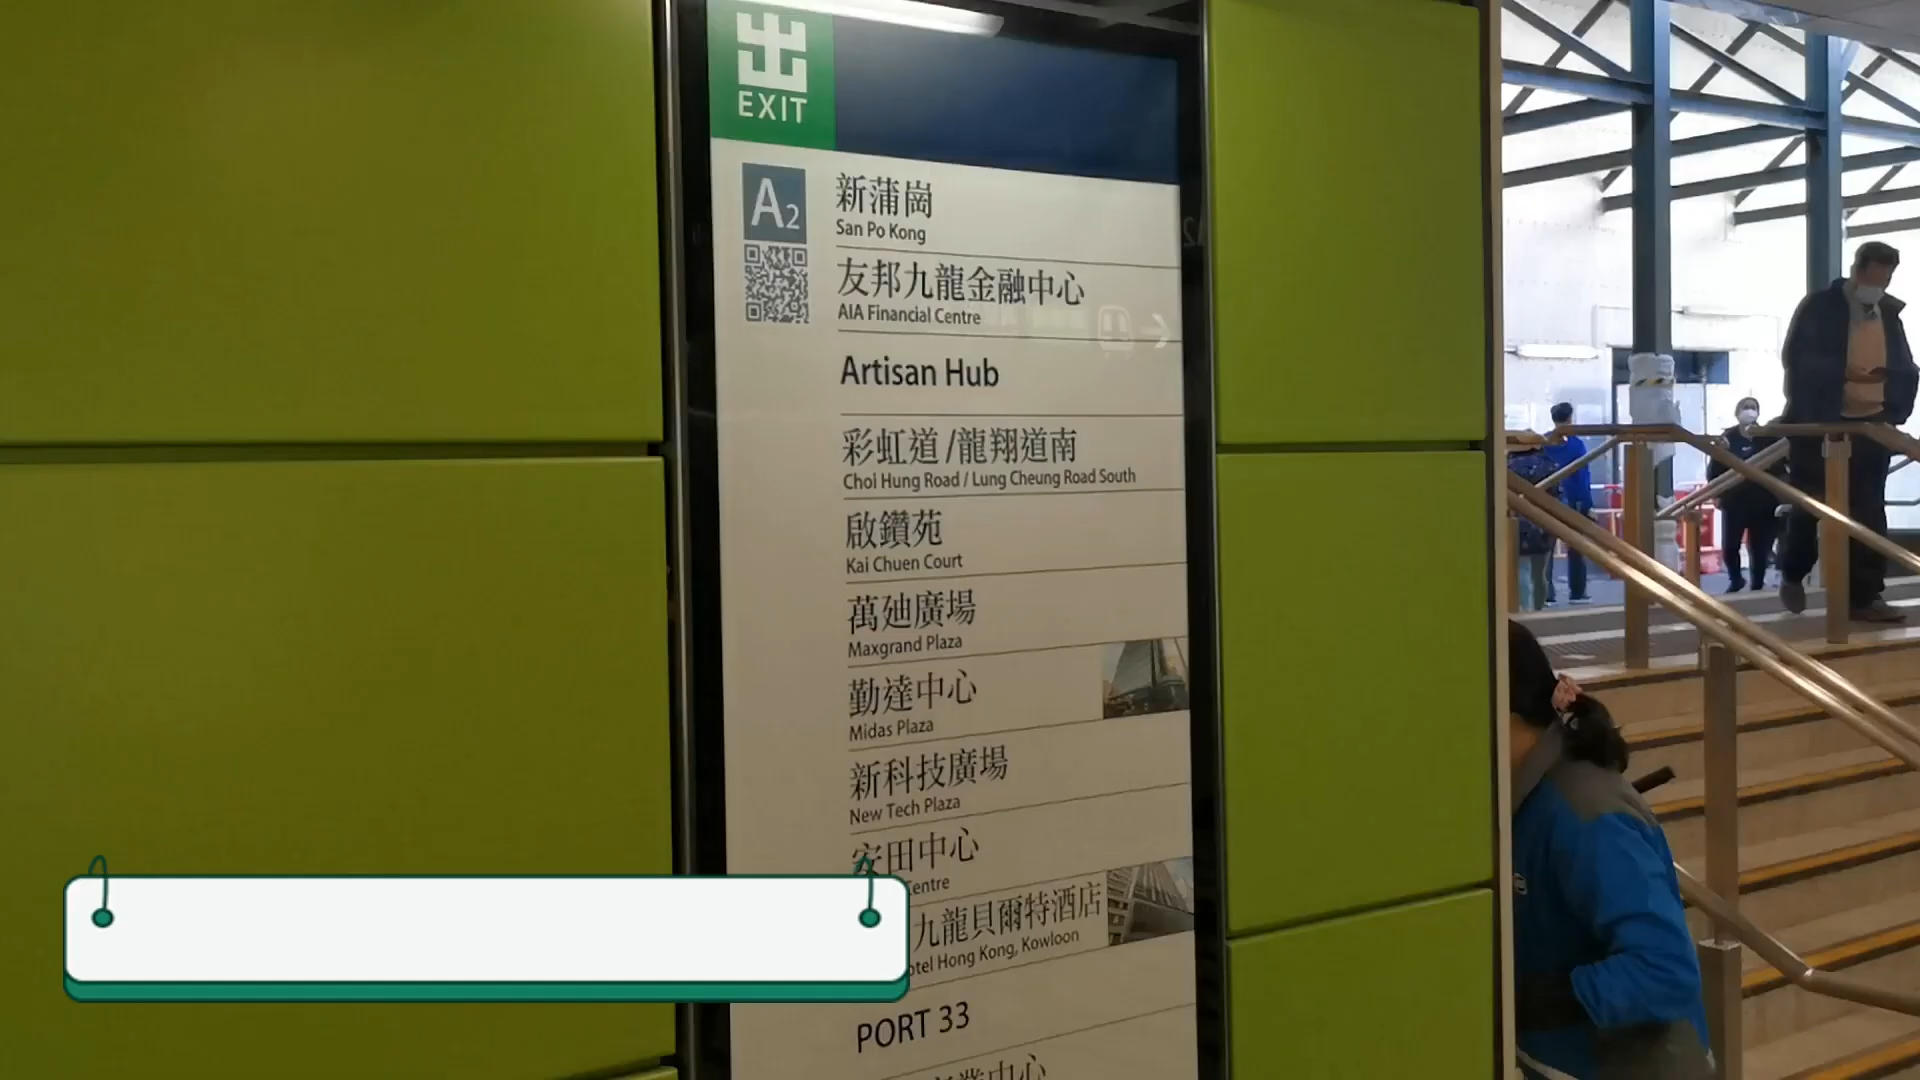 出
EXIT
A2
新蒲崗
San Po Kong
友邦九龍金融中心
AIA Financial Centre
Artisan Hub
彩虹道 /龍翔道南
Choi Hung Road / Lung Cheung Road South
啟鑽苑
Kai Chuen Court
萬廸廣場
Maxgrand Plaza
勤達中心
Midas Plaza
新科技廣場
New Tech Plaza
安田中心
Centre
九龍貝爾特酒店
Hong Kong, Kowloon
PORT 33
中心